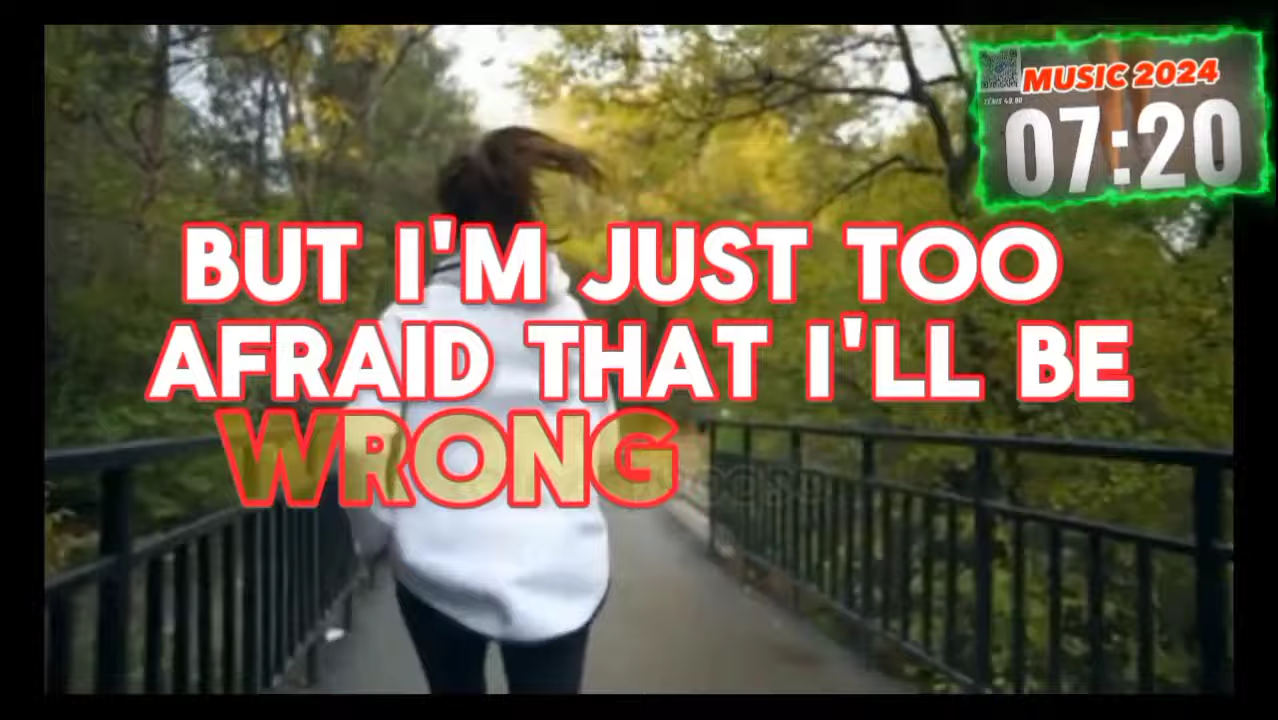 MUSIC 2024
07:20
BUT I'M JUST TOO
AFRAID THAT I'LL BE
WRONG